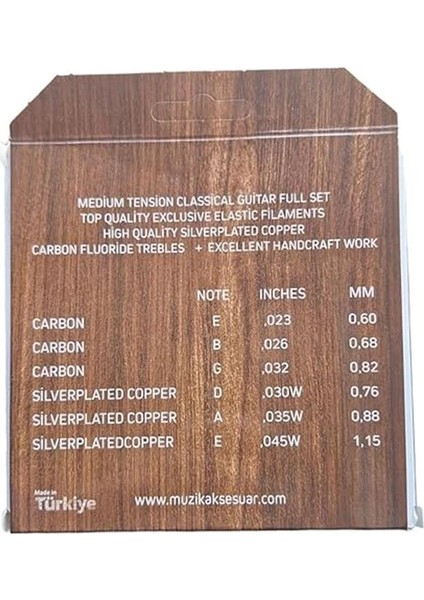 MEDIUM TENSION CLASSICAL GUITAR FULL SET
TOP QUALITY EXCLUSIVE ELASTIC FILAMENTS
HİGH QUALITY SİLVERPLATED COPPER
CARBON FLUORİDE TREBLES + EXCELLENT HANDCRAFT WORK
NOTE INCHES MM
CARBON E ,023 0,60
CARBON B ,026 0,68
CARBON G ,032 0,82
SİLVERPLATED COPPER D ,030W 0,76
SİLVERPLATED COPPER A ,035W 0,88
SİLVERPLATEDCOPPER E ,045W 1,15
Made in
Türkiye
www.muzikaksesuar.com